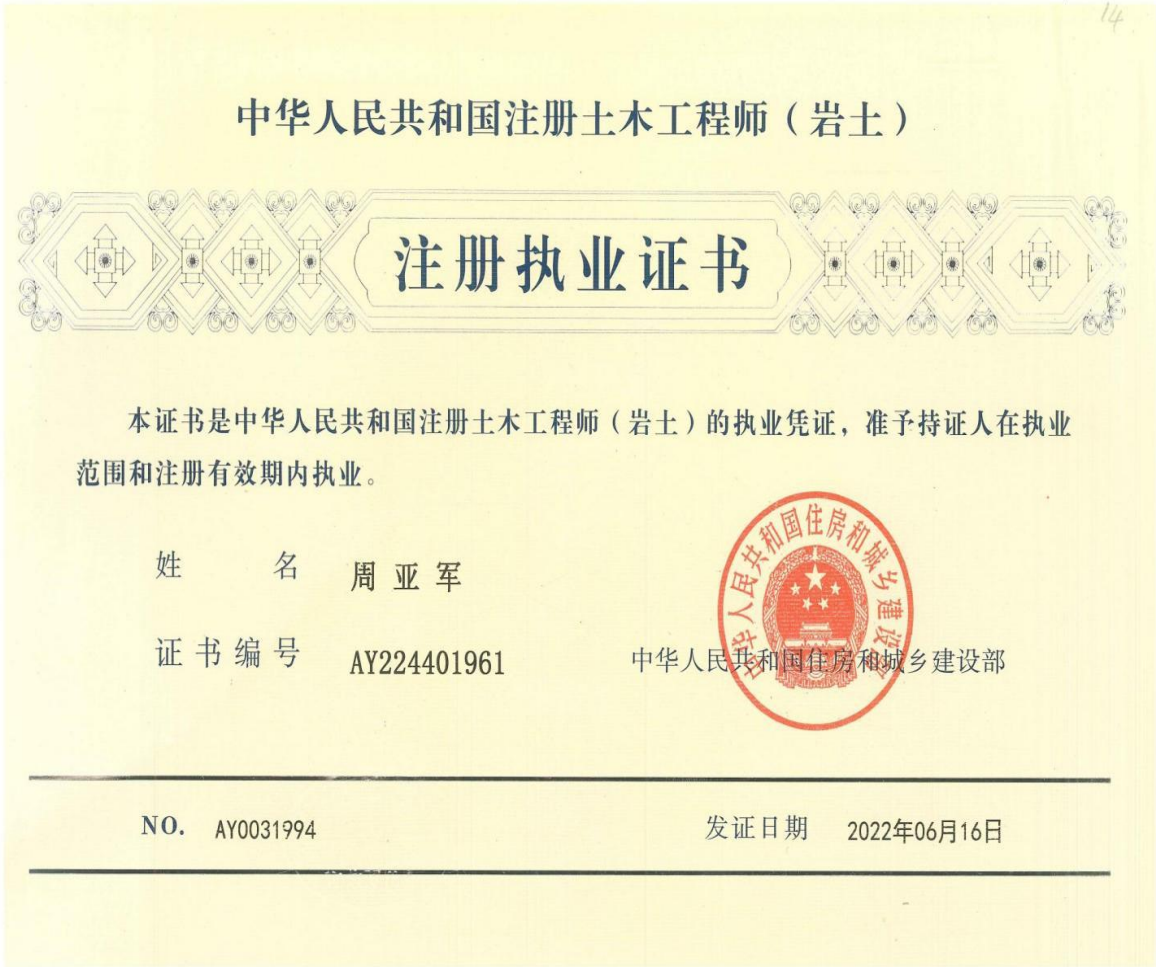 14
中华人民共和国注册土木工程师（岩土）
注册执业证书
本证书是中华人民共和国注册土木工程师（岩土）的执业凭证，准予持证人在执业
范围和注册有效期内执业。
姓名 周亚军
证书编号 AY224401961
中华人民共和国住房和城乡建设部
中华人民共和国住房和城乡建设部
NO. AY0031994 发证日期 2022年06月16日